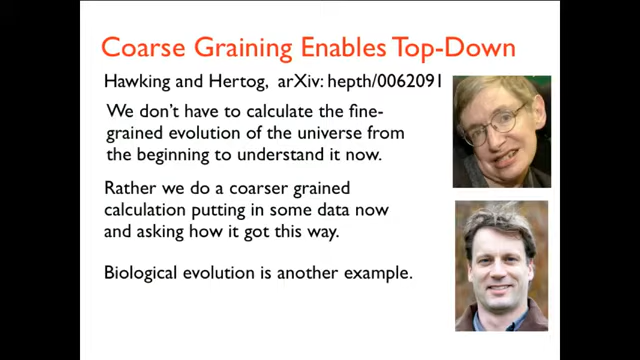 Coarse Graining Enables Top-Down
Hawking and Hertog, arXiv: hepth/0062091
We don't have to calculate the fine-
grained evolution of the universe from
the beginning to understand it now.
Rather we do a coarser grained
calculation putting in some data now
and asking how it got this way.
Biological evolution is another example.